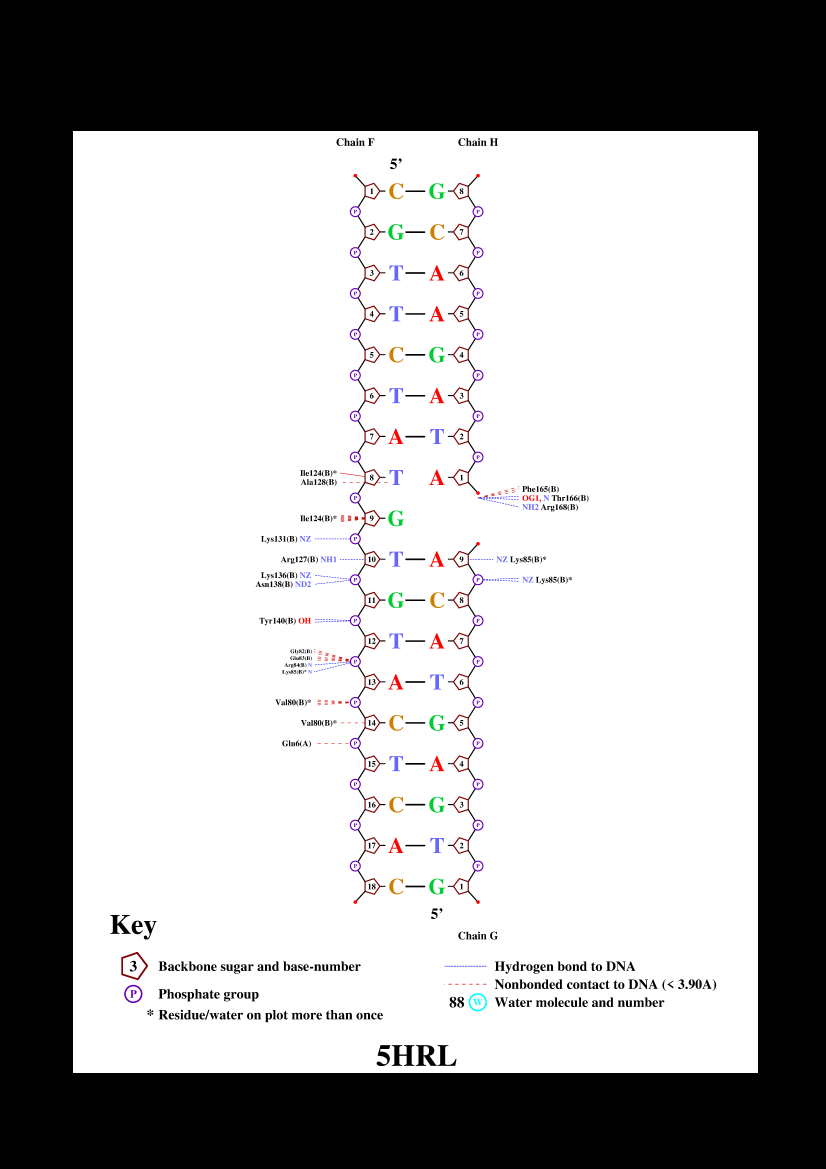 Chain F Chain H
5’
1 C G 8
P P
2 G C 7
P P
3 T A 6
P P
4 T A 5
P P
5 C G 4
P P
6 T A 3
P P
7 A T 2
P P
Ile124(B)*
8 T A 1
Ala128(B)
Phe165(B)
P OG1, N Thr166(B)
NH2 Arg168(B)
Ile124(B)* 9 G
Lys131(B) NZ P
Arg127(B) NH1 10 T A 9 NZ Lys85(B)*
Lys136(B) NZ P P NZ Lys85(B)*
Asn138(B) ND2
11 G C 8
Tyr140(B) OH P P
12 T A 7
Gly82(B)
Glu83(B) P P
Arg84(B) N
Lys85(B)* N
13 A T 6
Val80(B)* P P
Val80(B)* 14 C G 5
Gln6(A) P P
15 T A 4
P P
16 C G 3
P P
17 A T 2
P P
18 C G 1
5’
Key
Chain G
3 Backbone sugar and base-number
P Phosphate group
* Residue/water on plot more than once
Hydrogen bond to DNA
Nonbonded contact to DNA (< 3.90A)
88 W Water molecule and number
5HRL